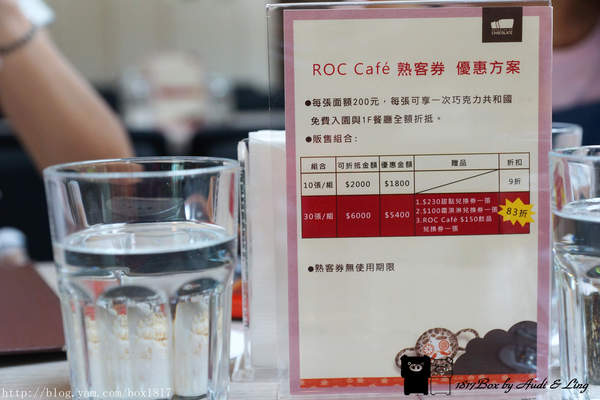 CHOCOLATE
ROC Café 熟客券 優惠方案
●每張面額200元，每張可享一次巧克力共和國
免費入園與1F餐廳全額折抵。
●販售組合:
組合 可折抵金額 優惠金額 贈品 折扣
10張/組 $2000 $1800 9折
30張/組 $6000 $5400 1.$230甜點兌換券一張 83折
2.$100霜淇淋兌換券一張
3.ROC Café $150飲品
兌換券一張
●熟客券無使用期限
http://blog.yam.com/box1817
1817Box by Hudi & Ling